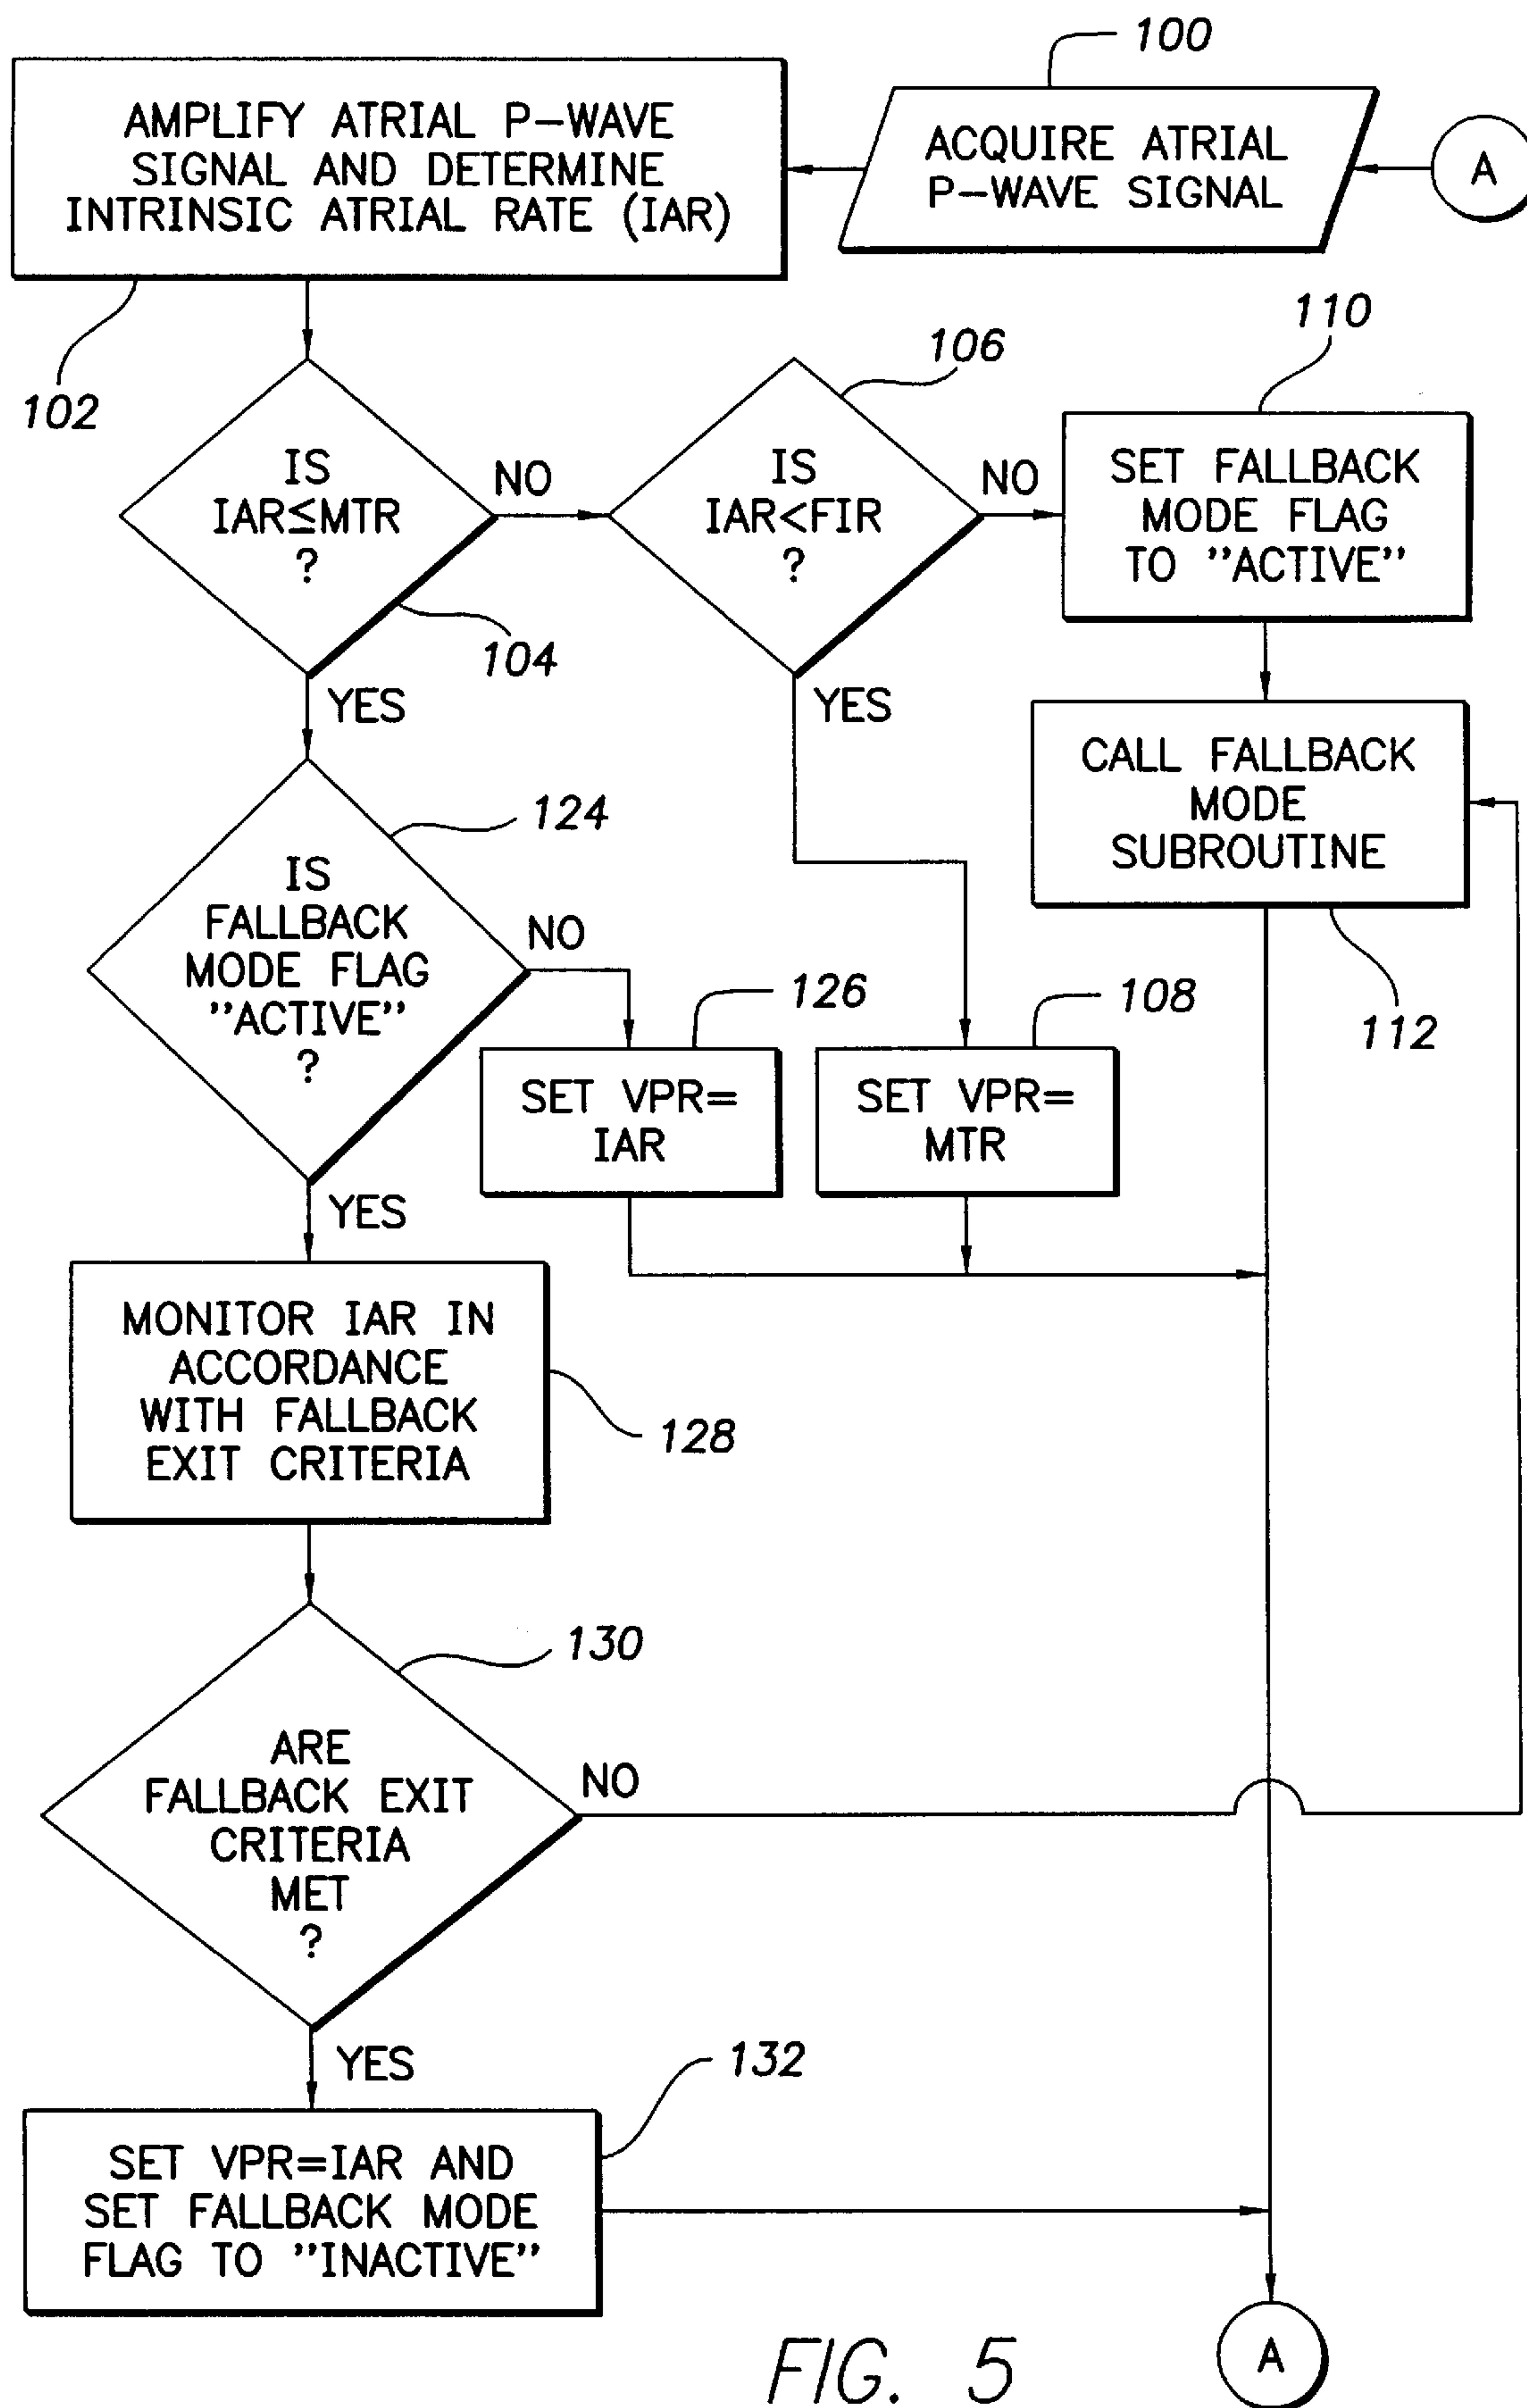 100
AMPLIFY ATRIAL P-WAVE
SIGNAL AND DETERMINE
INTRINSIC ATRIAL RATE (IAR)
ACQUIRE ATRIAL
P-WAVE SIGNAL
A
102
106
110
IS
IAR≤MTR
?
NO
104
YES
IS
IAR<FIR
?
NO
YES
SET FALLBACK
MODE FLAG
TO "ACTIVE"
CALL FALLBACK
MODE
SUBROUTINE
112
124
IS
FALLBACK
MODE FLAG
"ACTIVE"
?
NO
YES
126
SET VPR=
IAR
108
SET VPR=
MTR
MONITOR IAR IN
ACCORDANCE
WITH FALLBACK
EXIT CRITERIA
128
130
ARE
FALLBACK EXIT
CRITERIA
MET
?
NO
YES
132
SET VPR=IAR AND
SET FALLBACK MODE
FLAG TO "INACTIVE"
A
FIG. 5